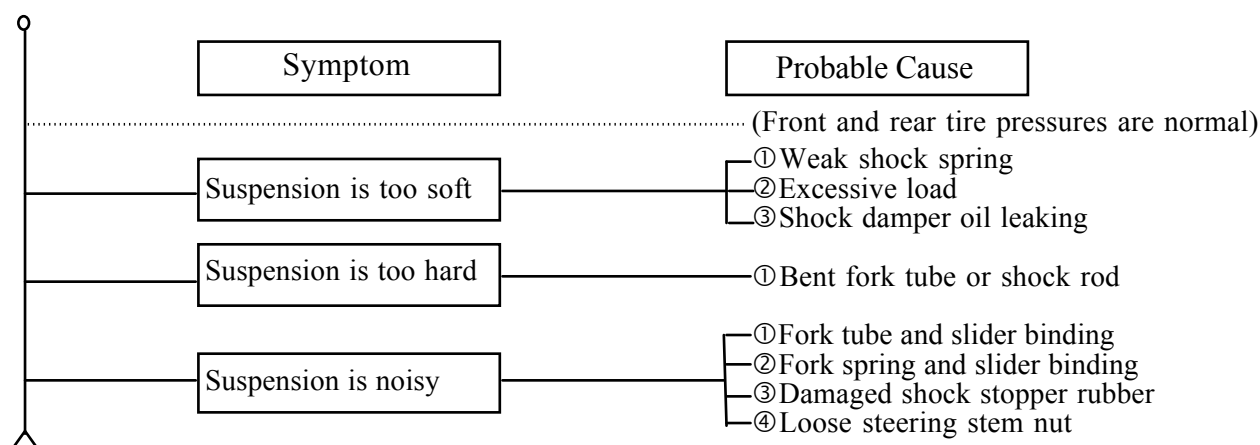 Symptom
Probable Cause
(Front and rear tire pressures are normal)
Suspension is too soft
①Weak shock spring
②Excessive load
③Shock damper oil leaking
Suspension is too hard
①Bent fork tube or shock rod
Suspension is noisy
①Fork tube and slider binding
②Fork spring and slider binding
③Damaged shock stopper rubber
④Loose steering stem nut